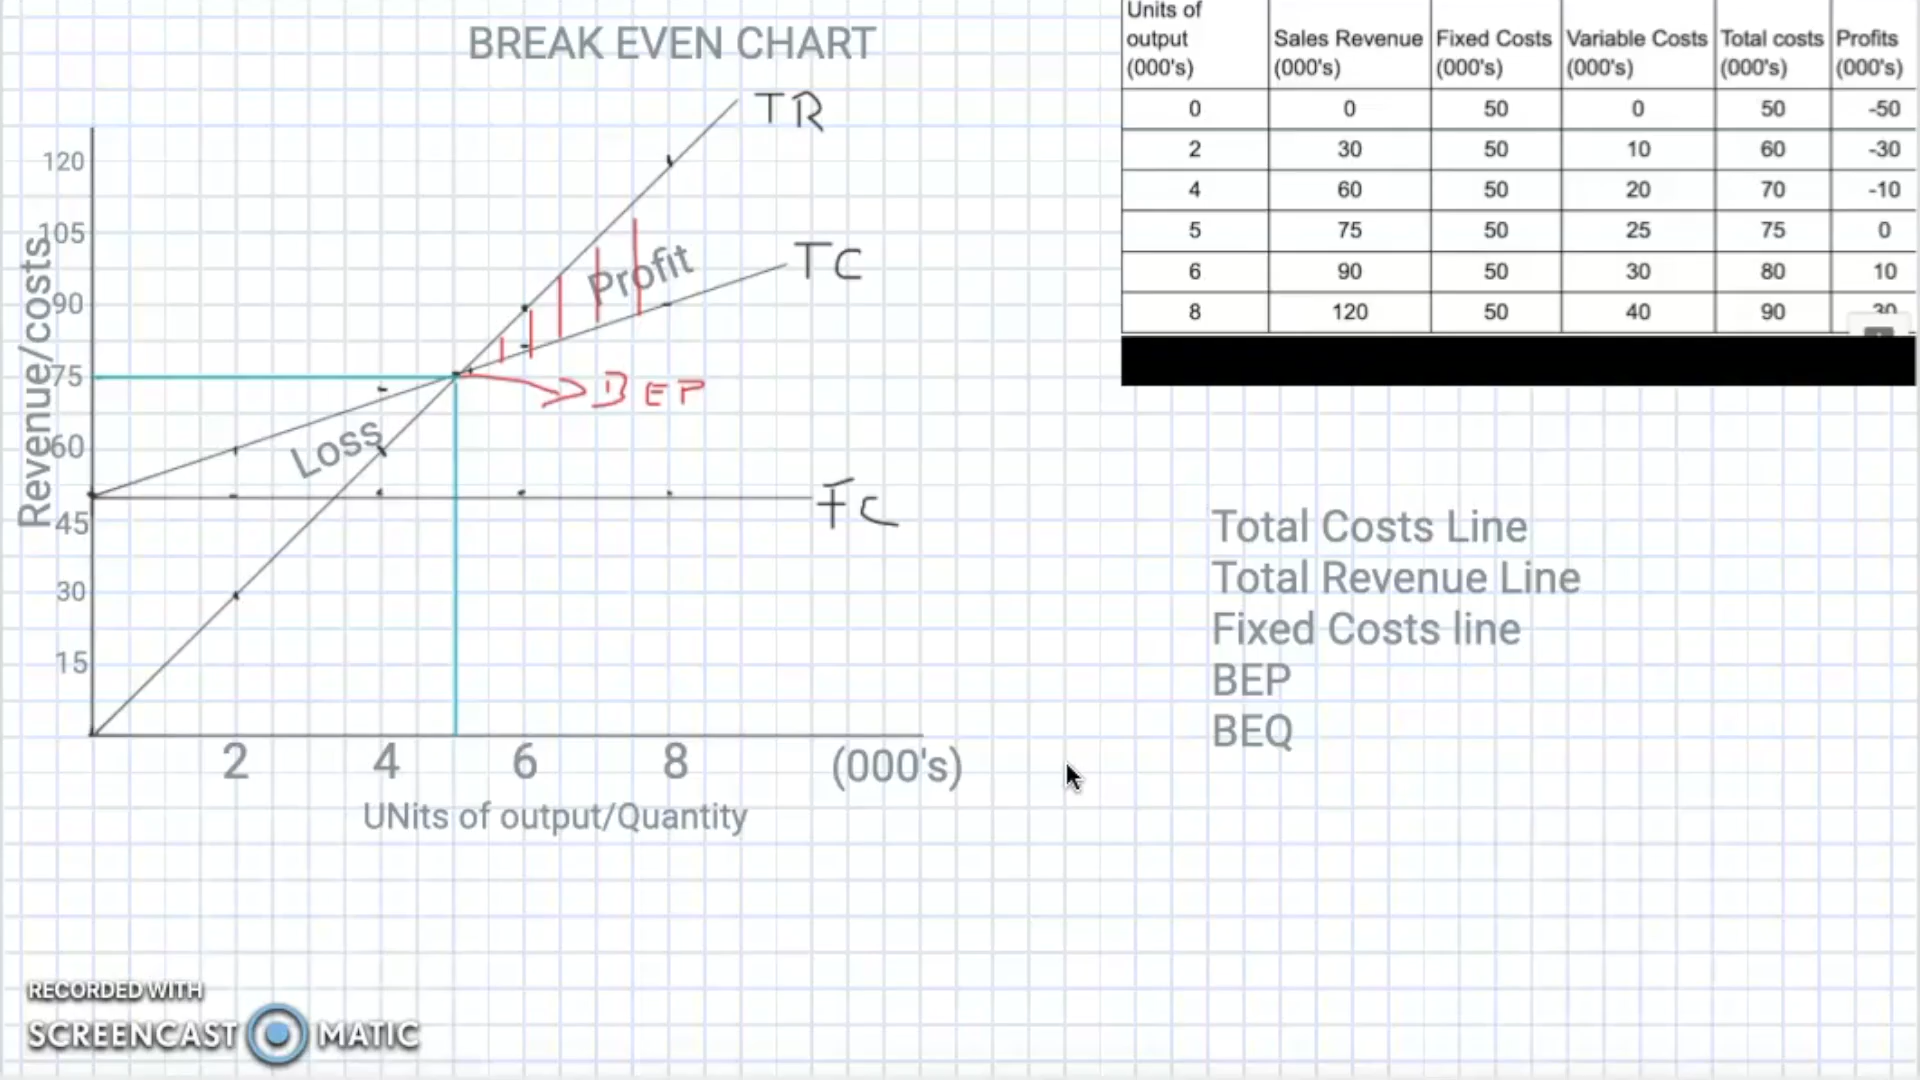 BREAK EVEN CHART
Units of
output
(000's)
Sales Revenue
(000's)
Fixed Costs
(000's)
Variable Costs
(000's)
Total costs
(000's)
Profits
(000's)
0 0 50 0 50 -50
2 30 50 10 60 -30
4 60 50 20 70 -10
5 75 50 25 75 0
6 90 50 30 80 10
8 120 50 40 90 30
TR
TC
Profit
BEP
Loss
FC
Revenue/costs
120
105
90
75
60
45
30
15
2 4 6 8 (000's)
UNits of output/Quantity
Total Costs Line
Total Revenue Line
Fixed Costs line
BEP
BEQ
RECORDED WITH
SCREENCAST MATIC